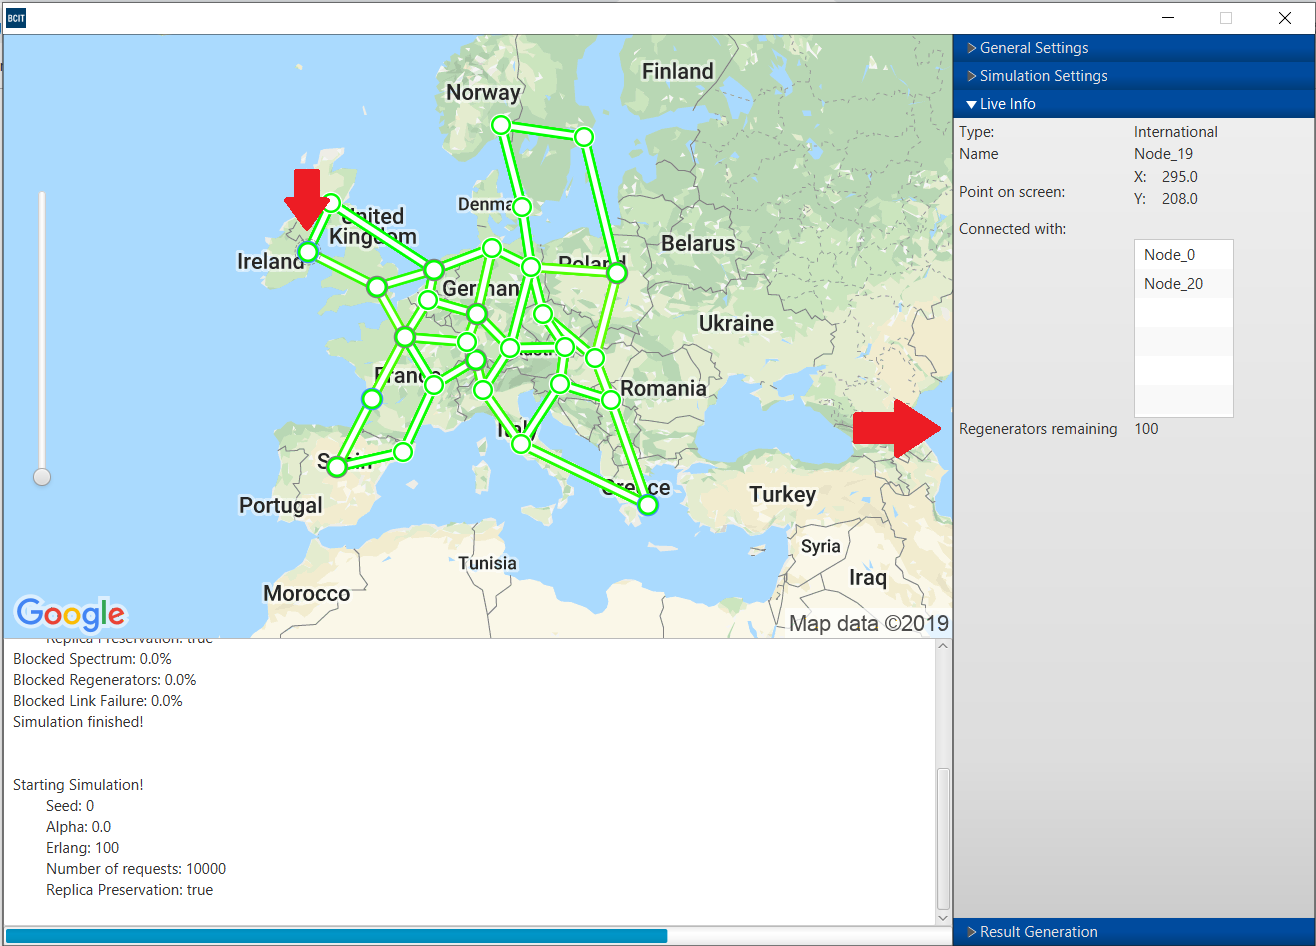 BCIT
Finland
Norway
Denma
United
Kingdom
Ireland
Belarus
Poland
German
Ukraine
Austri
France
Romania
Italy
Spain
Greece
Portugal
Turkey
Syria
Tunisia
Iraq
Morocco
Google
Map data ©2019
General Settings
Simulation Settings
Live Info
Type: International
Name Node_19
X: 295.0
Point on screen:
Y: 208.0
Connected with:
Node_0
Node_20
Regenerators remaining 100
Result Generation
Replica Preservation: true
Blocked Spectrum: 0.0%
Blocked Regenerators: 0.0%
Blocked Link Failure: 0.0%
Simulation finished!
Starting Simulation!
Seed: 0
Alpha: 0.0
Erlang: 100
Number of requests: 10000
Replica Preservation: true